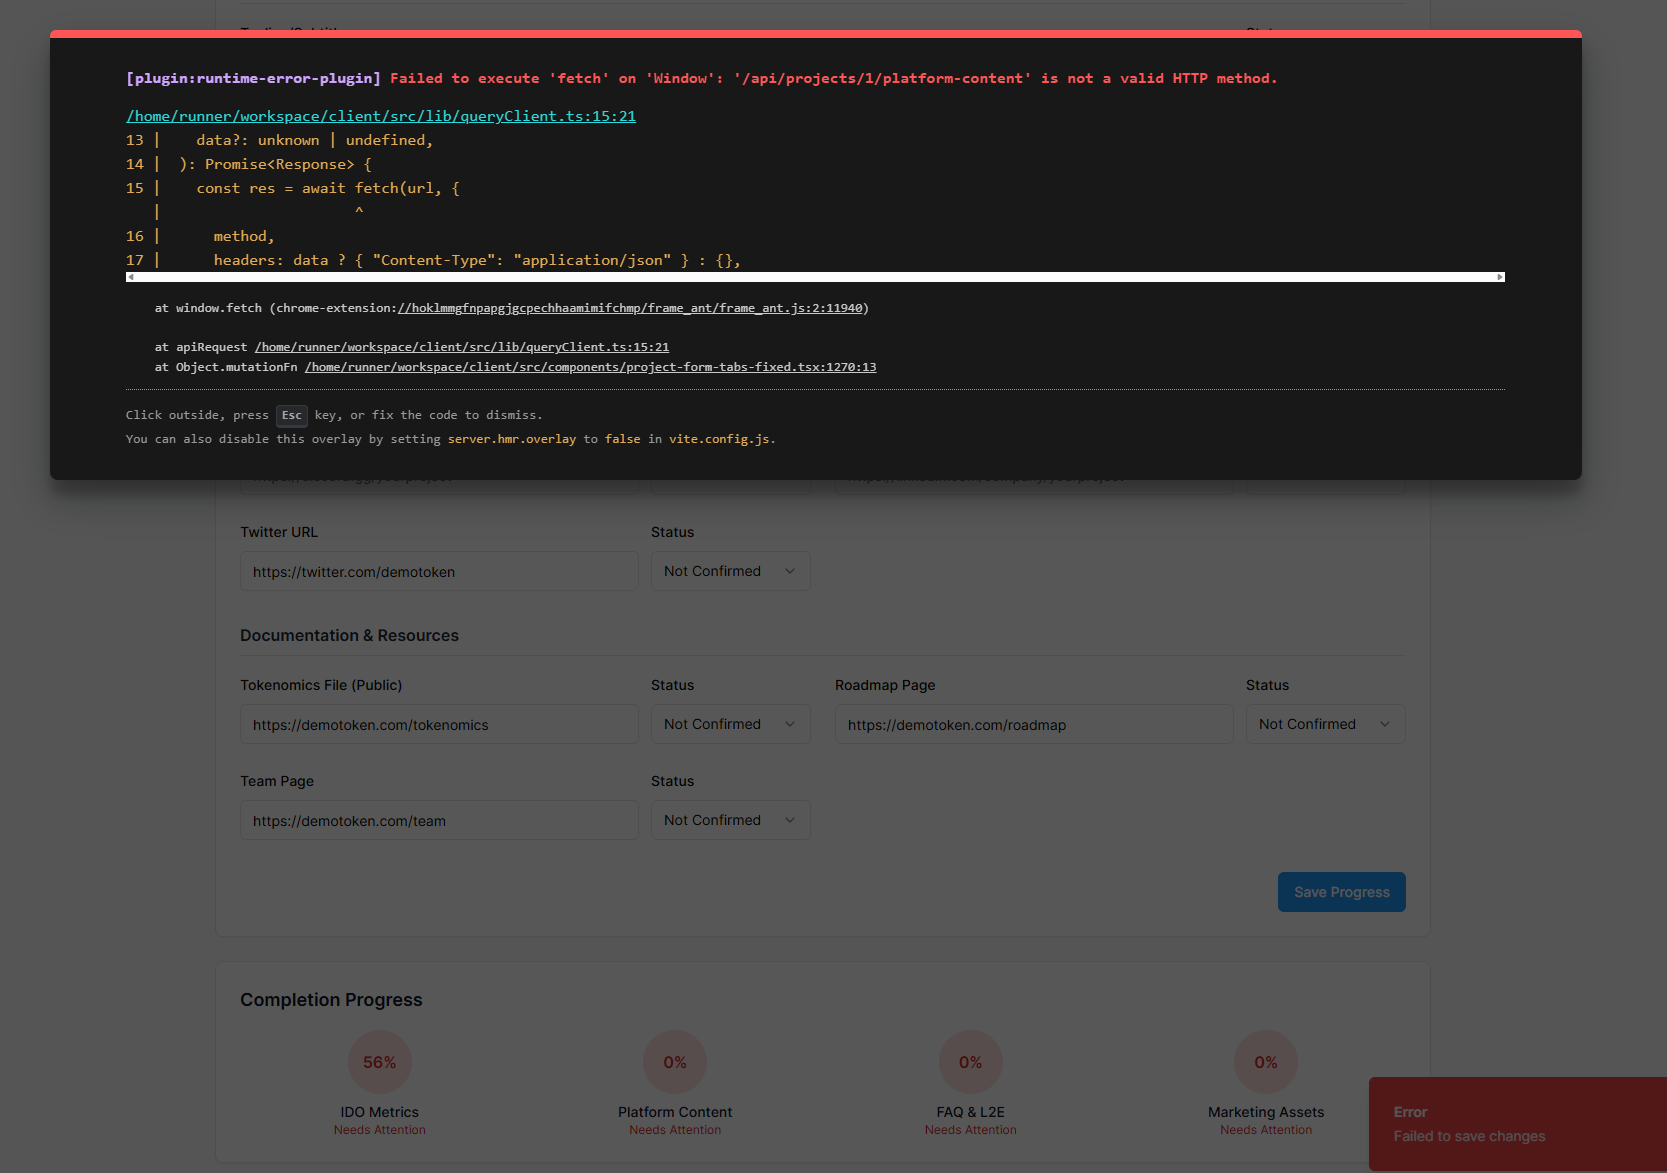 [plugin:runtime-error-plugin] Failed to execute 'fetch' on 'Window': '/api/projects/1/platform-content' is not a valid HTTP method.
/home/runner/workspace/client/src/lib/queryClient.ts:15:21
13 |    data?: unknown | undefined,
14 |  ): Promise<Response> {
15 |    const res = await fetch(url, {
|                      ^
16 |      method,
17 |      headers: data ? { "Content-Type": "application/json" } : {},
at window.fetch (chrome-extension://hoklmmgfnpapgjgcpechhaamimifchmp/frame_ant/frame_ant.js:2:11940)
at apiRequest /home/runner/workspace/client/src/lib/queryClient.ts:15:21
at Object.mutationFn /home/runner/workspace/client/src/components/project-form-tabs-fixed.tsx:1270:13
Click outside, press Esc key, or fix the code to dismiss.
You can also disable this overlay by setting server.hmr.overlay to false in vite.config.js.
Twitter URL Status
https://twitter.com/demotoken Not Confirmed
Documentation & Resources
Tokenomics File (Public) Status Roadmap Page Status
https://demotoken.com/tokenomics Not Confirmed https://demotoken.com/roadmap Not Confirmed
Team Page Status
https://demotoken.com/team Not Confirmed
Save Progress
Completion Progress
56% 0% 0% 0%
IDO Metrics Platform Content FAQ & L2E Marketing Assets
Needs Attention Needs Attention Needs Attention Needs Attention
Error
Failed to save changes